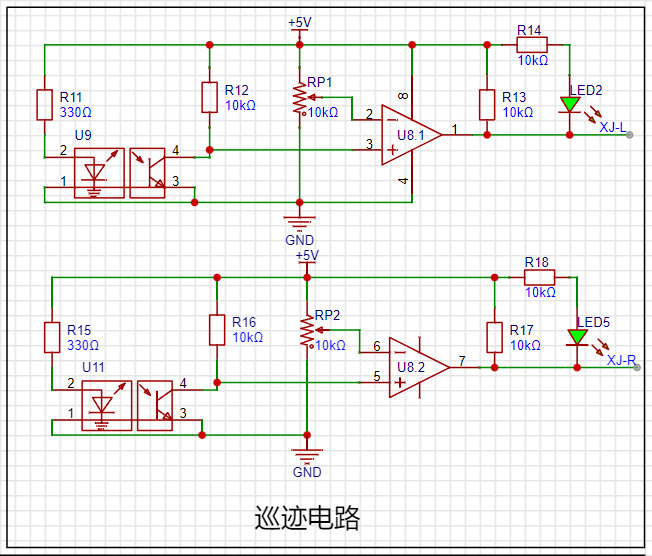 +5V
R14
10kΩ
R11
330Ω
R12
10kΩ
RP1
10kΩ
8
R13
10kΩ
LED2
XJ-L
U9
2
1
4
3
2
3
U8.1
1
4
GND
+5V
R18
10kΩ
R15
330Ω
R16
10kΩ
RP2
10kΩ
R17
10kΩ
LED5
XJ-R
U11
2
1
4
3
6
5
U8.2
7
GND
巡迹电路